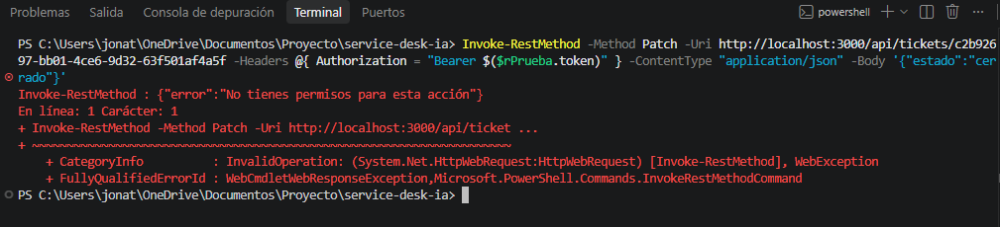 Problemas Salida Consola de depuración Terminal Puertos powershell
PS C:\Users\jonat\OneDrive\Documentos\Proyecto\service-desk-ia> Invoke-RestMethod -Method Patch -Uri http://localhost:3000/api/tickets/c2b926
97-bb01-4ce6-9d32-63f501af4a5f -Headers @{ Authorization = "Bearer $($rPrueba.token)" } -ContentType "application/json" -Body '{"estado":"cer
rado"}'
Invoke-RestMethod : {"error":"No tienes permisos para esta acción"}
En línea: 1 Carácter: 1
+ Invoke-RestMethod -Method Patch -Uri http://localhost:3000/api/ticket ...
+ ~~~~~~~~~~~~~~~~~~~~~~~~~~~~~~~~~~~~~~~~~~~~~~~~~~~~~~~~~~~~~~~~~~~~~
+ CategoryInfo : InvalidOperation: (System.Net.HttpWebRequest:HttpWebRequest) [Invoke-RestMethod], WebException
+ FullyQualifiedErrorId : WebCmdletWebResponseException,Microsoft.PowerShell.Commands.InvokeRestMethodCommand
PS C:\Users\jonat\OneDrive\Documentos\Proyecto\service-desk-ia>